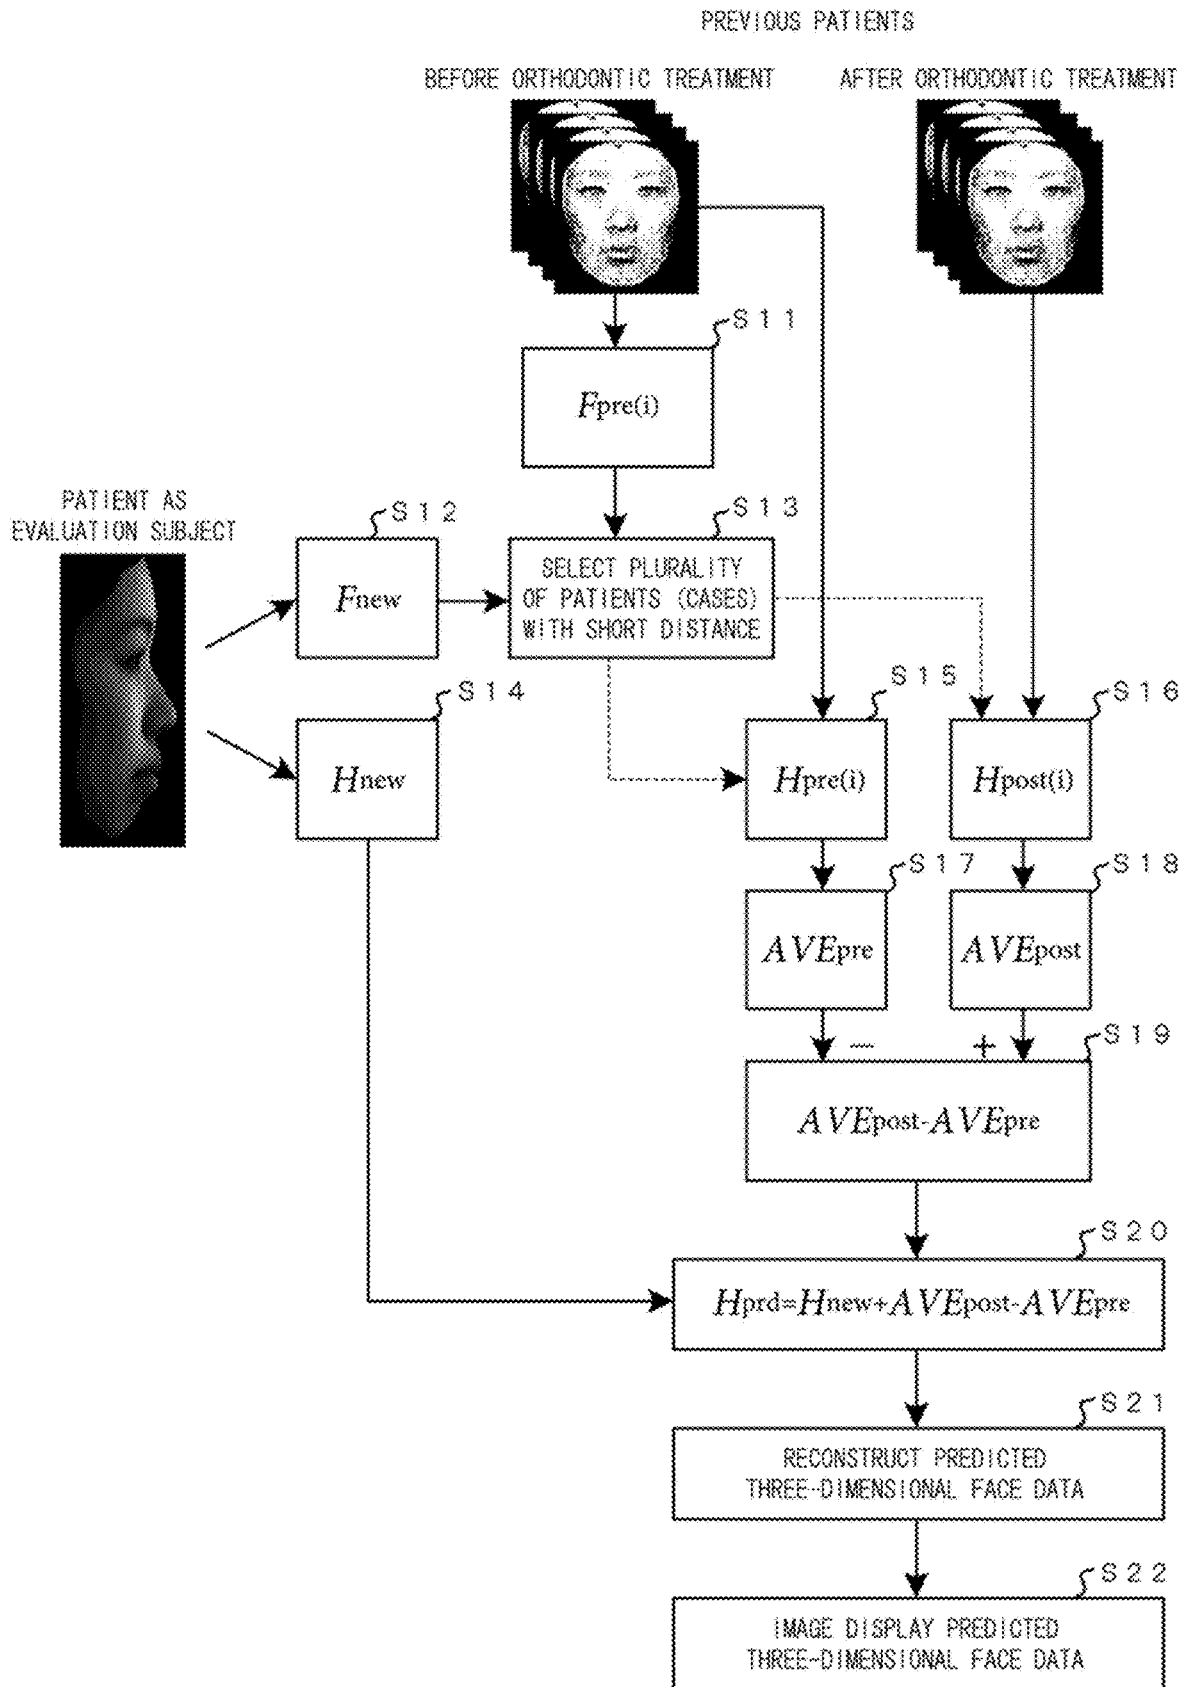 PREVIOUS PATIENTS
BEFORE ORTHODONTIC TREATMENT
AFTER ORTHODONTIC TREATMENT
S11
Fpre(i)
PATIENT AS
EVALUATION SUBJECT
S12
Fnew
S13
SELECT PLURALITY
OF PATIENTS (CASES)
WITH SHORT DISTANCE
S14
Hnew
S15
Hpre(i)
S16
Hpost(i)
S17
AVEpre
S18
AVEpost
− +
S19
AVEpost-AVEpre
S20
Hprd=Hnew+AVEpost-AVEpre
S21
RECONSTRUCT PREDICTED
THREE-DIMENSIONAL FACE DATA
S22
IMAGE DISPLAY PREDICTED
THREE-DIMENSIONAL FACE DATA